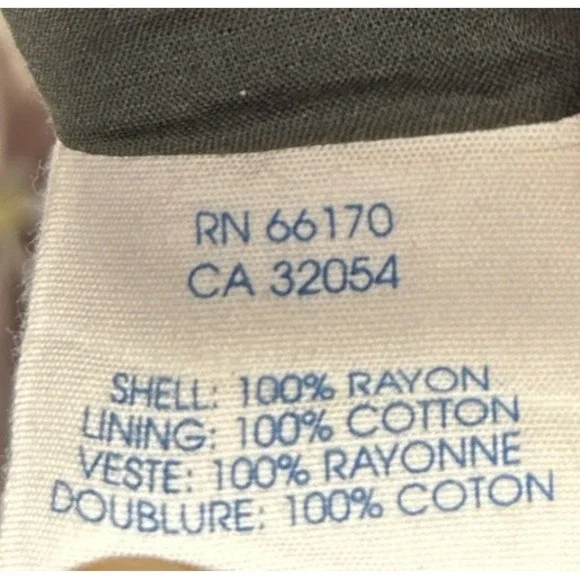 RN 66170
CA 32054
SHELL: 100% RAYON
LINING: 100% COTTON
VESTE: 100% RAYONNE
DOUBLURE: 100% COTON